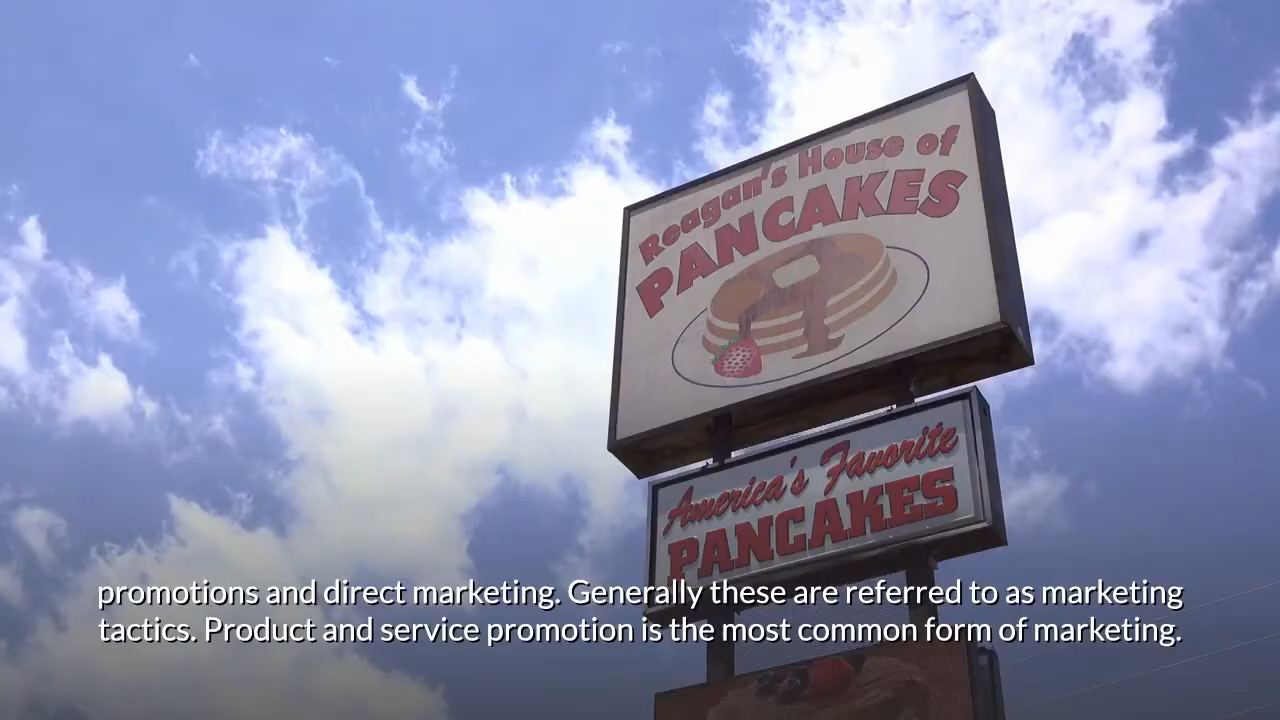 Reagan's House of
PANCAKES
America's Favorite
PANCAKES
promotions and direct marketing. Generally these are referred to as marketing
tactics. Product and service promotion is the most common form of marketing.